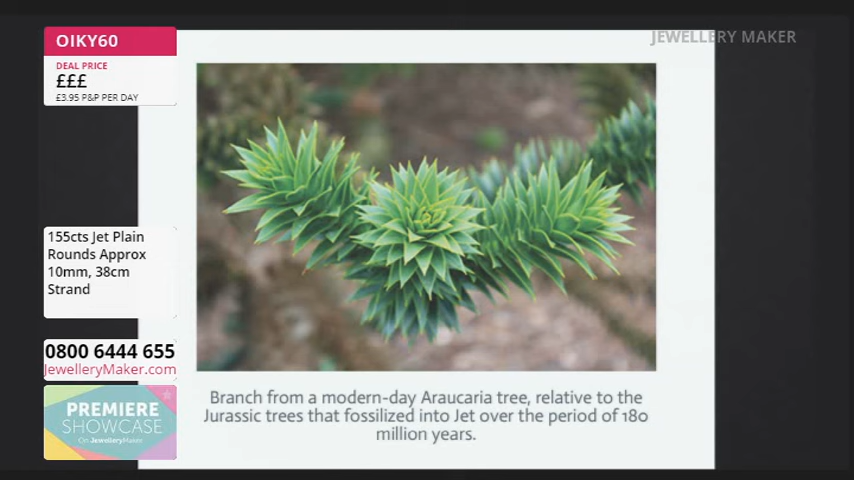 OIKY60
DEAL PRICE
£££
£3.95 P&P PER DAY
JEWELLERY MAKER
155cts Jet Plain
Rounds Approx
10mm, 38cm
Strand
0800 6444 655
JewelleryMaker.com
PREMIERE
SHOWCASE
On JewelleryMaker
Branch from a modern-day Araucaria tree, relative to the
Jurassic trees that fossilized into Jet over the period of 180
million years.